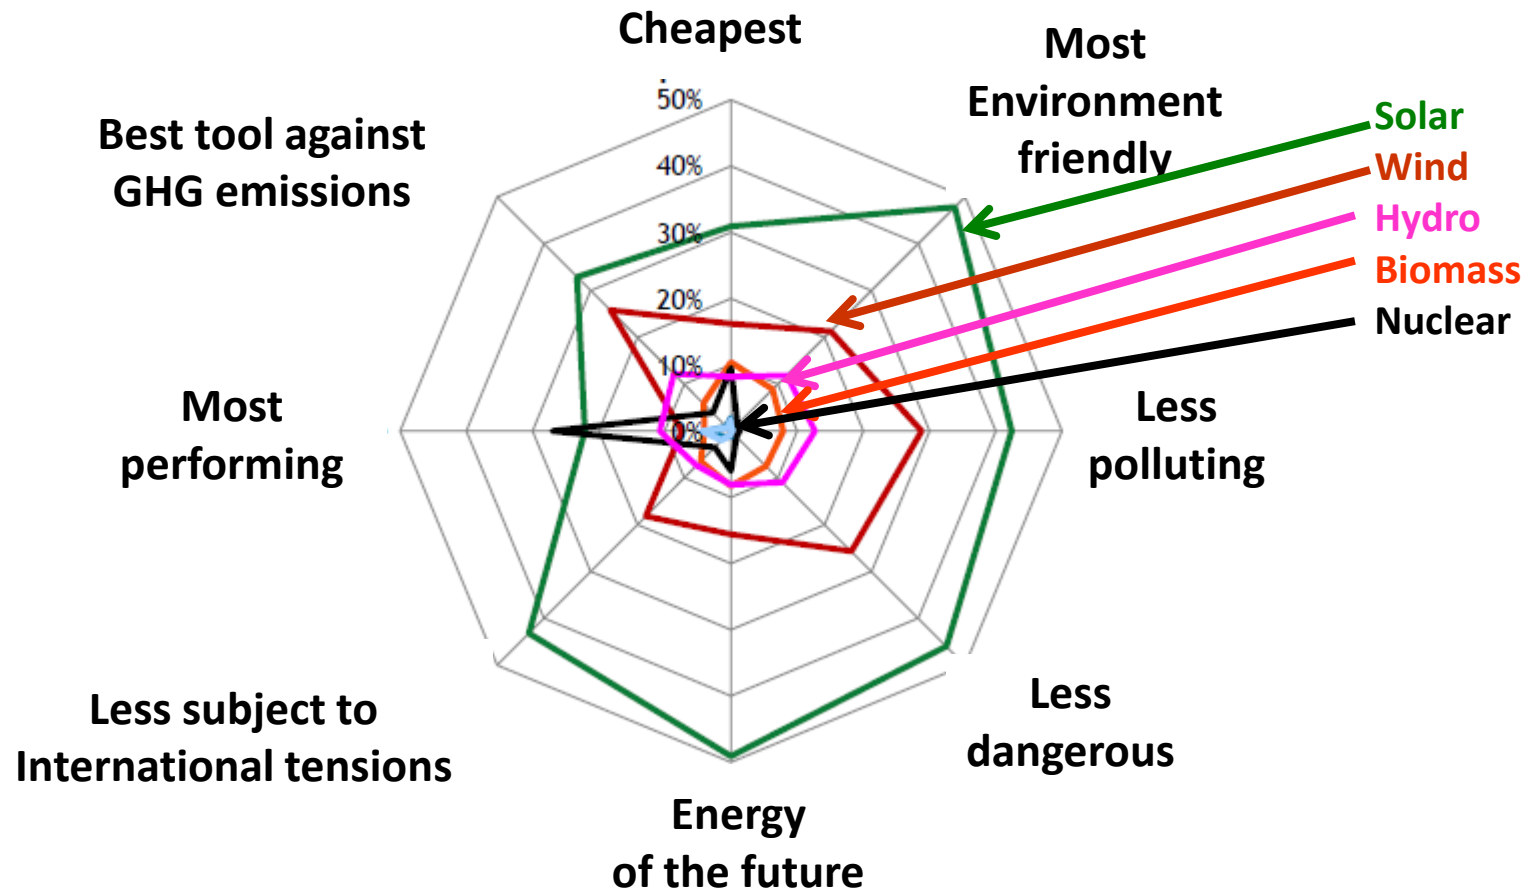 Cheapest
Most
Environment
friendly
Best tool against
GHG emissions
50%
40%
30%
20%
10%
0%
Solar
Wind
Hydro
Biomass
Nuclear
Most
performing
Less
polluting
Less subject to
International tensions
Less
dangerous
Energy
of the future